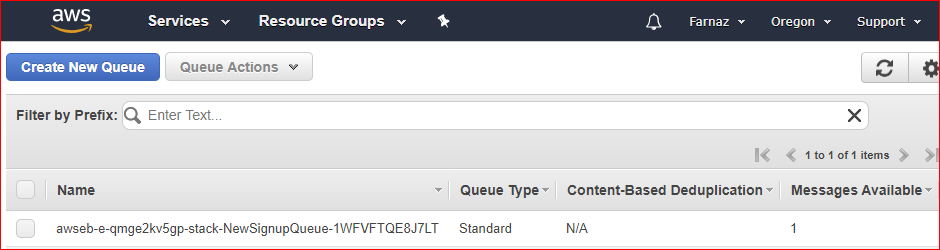 aws Services Resource Groups Farnaz Oregon Support
Create New Queue Queue Actions
Filter by Prefix: Enter Text...
1 to 1 of 1 items
Name Queue Type Content-Based Deduplication Messages Available
awseb-e-qmge2kv5gp-stack-NewSignupQueue-1WFVFTQE8J7LT Standard N/A 1